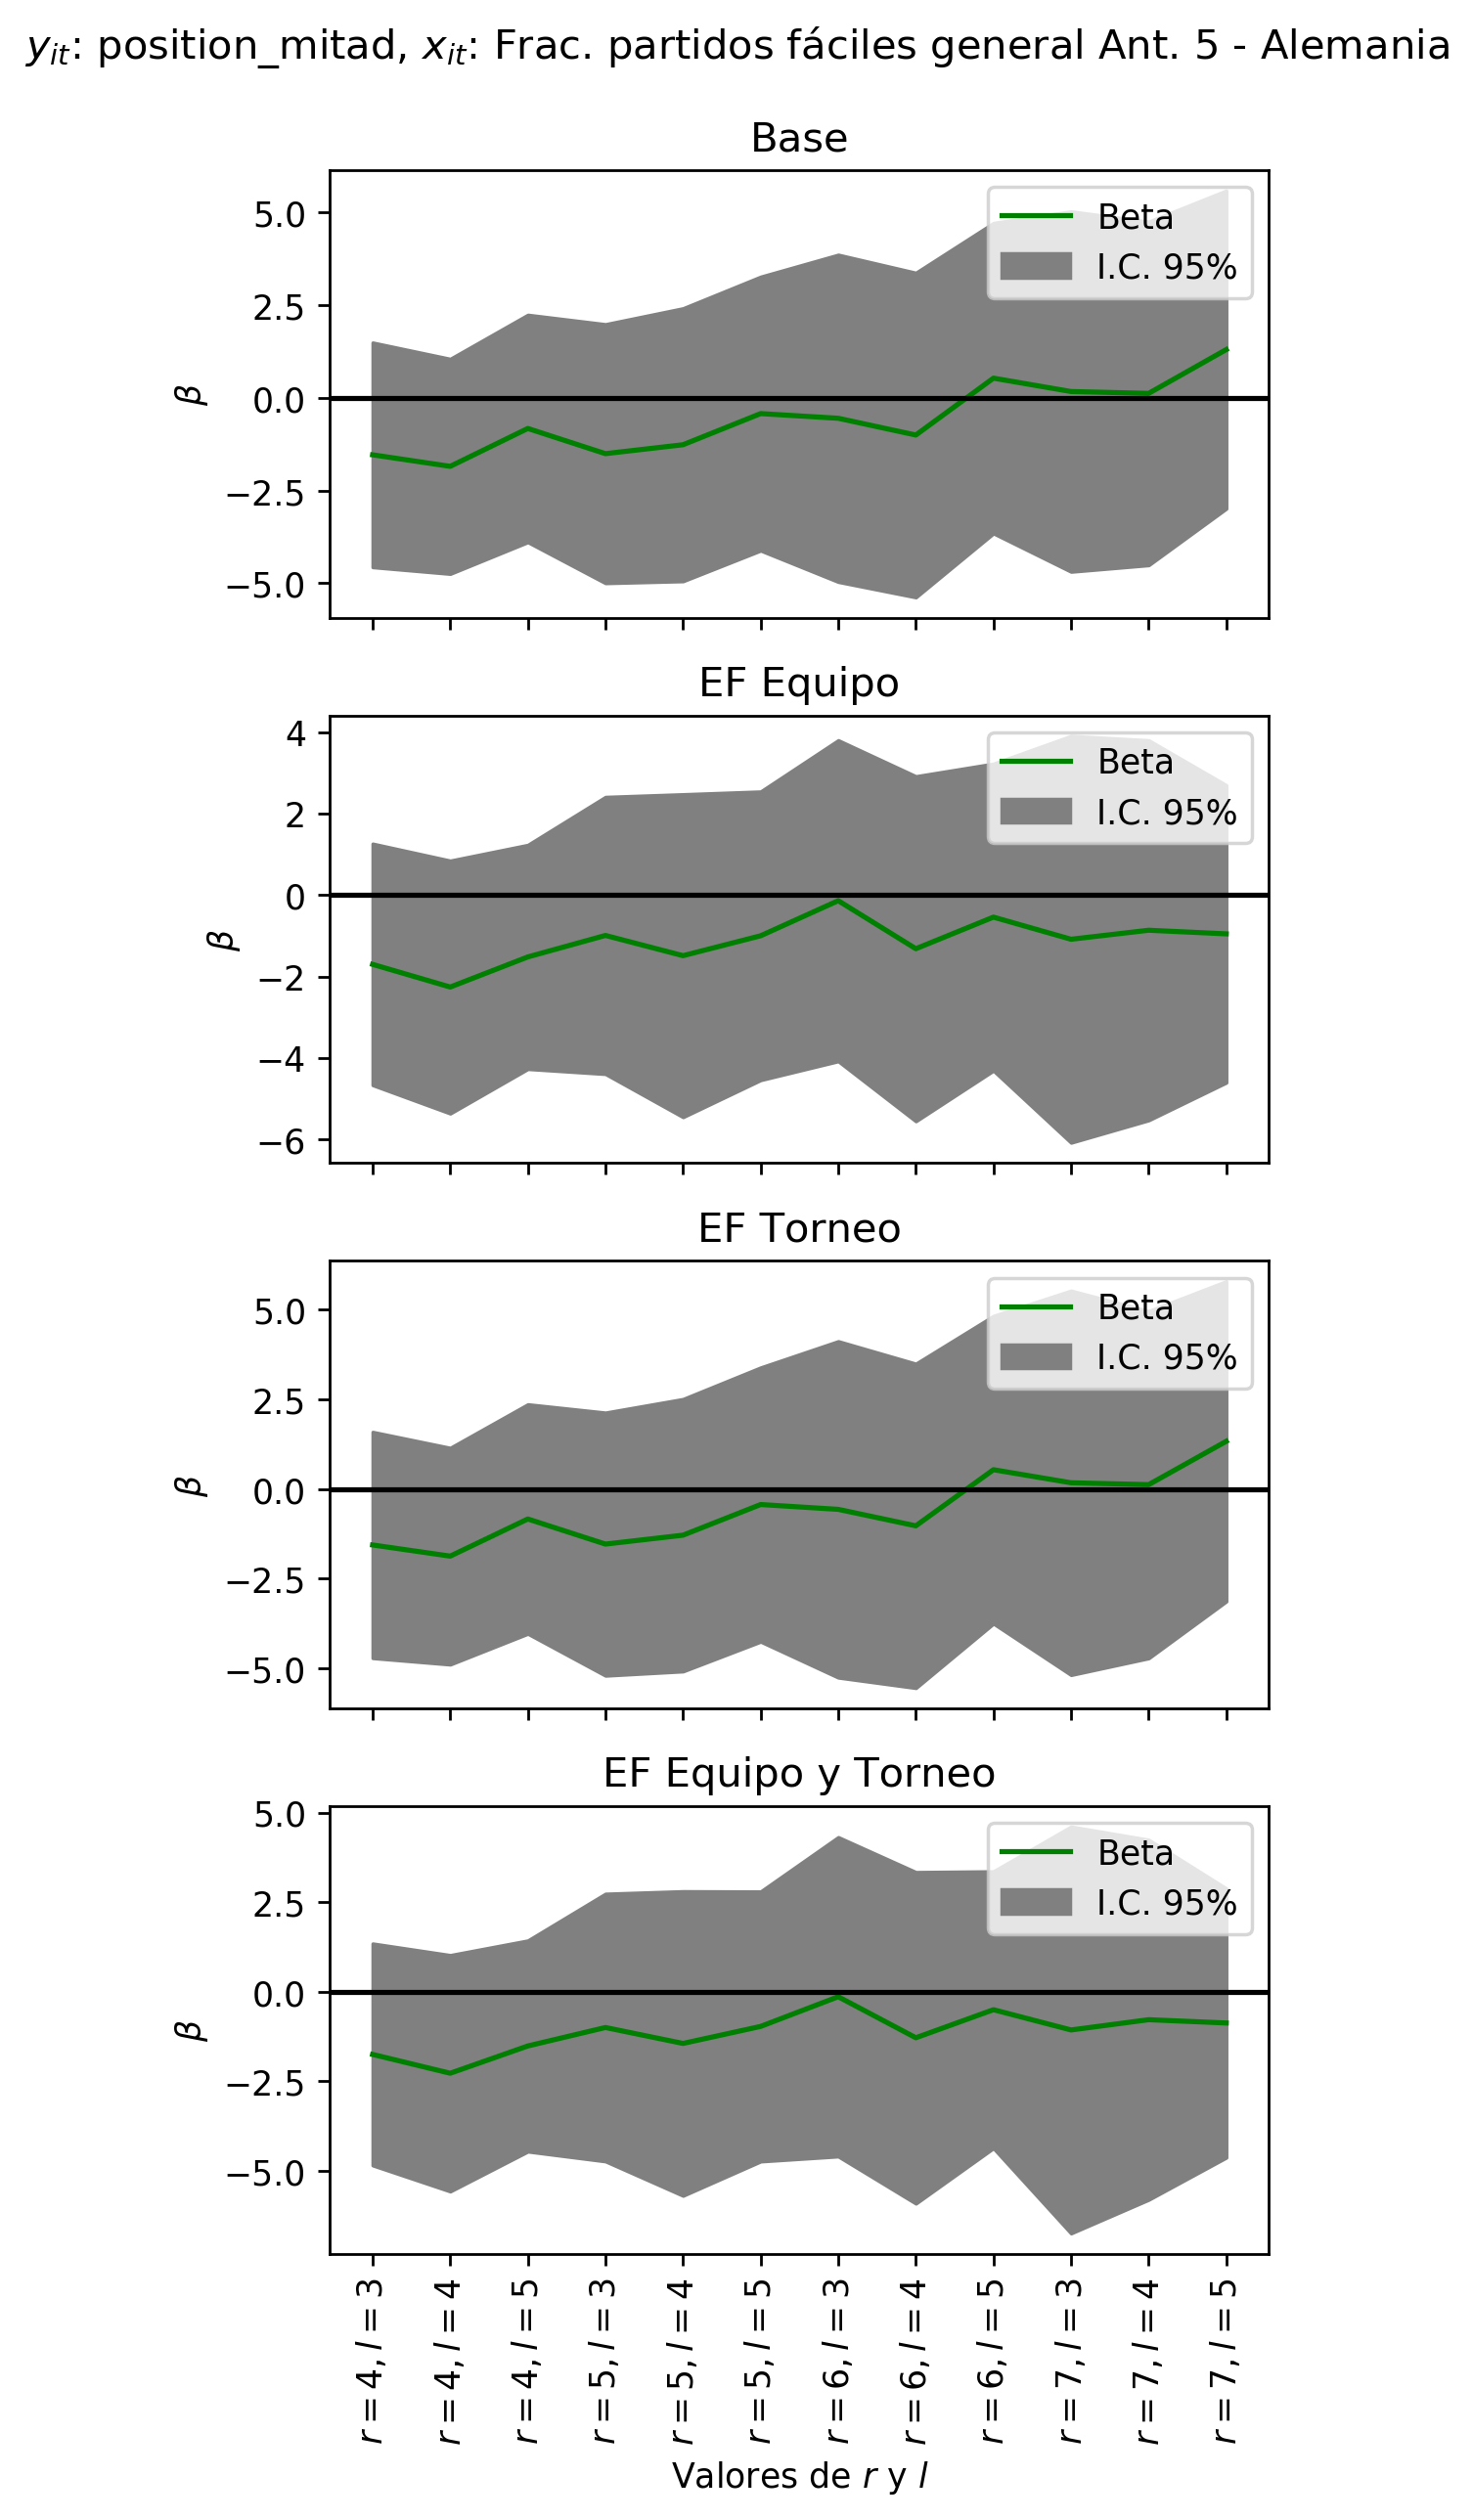 y_it: position_mitad, x_it: Frac. partidos fáciles general Ant. 5 - Alemania
Base
5.0
2.5
0.0
−2.5
−5.0
β
Beta
I.C. 95%
EF Equipo
4
2
0
−2
−4
−6
β
Beta
I.C. 95%
EF Torneo
5.0
2.5
0.0
−2.5
−5.0
β
Beta
I.C. 95%
EF Equipo y Torneo
5.0
2.5
0.0
−2.5
−5.0
β
Beta
I.C. 95%
r = 4, l = 3
r = 4, l = 4
r = 4, l = 5
r = 5, l = 3
r = 5, l = 4
r = 5, l = 5
r = 6, l = 3
r = 6, l = 4
r = 6, l = 5
r = 7, l = 3
r = 7, l = 4
r = 7, l = 5
Valores de r y l